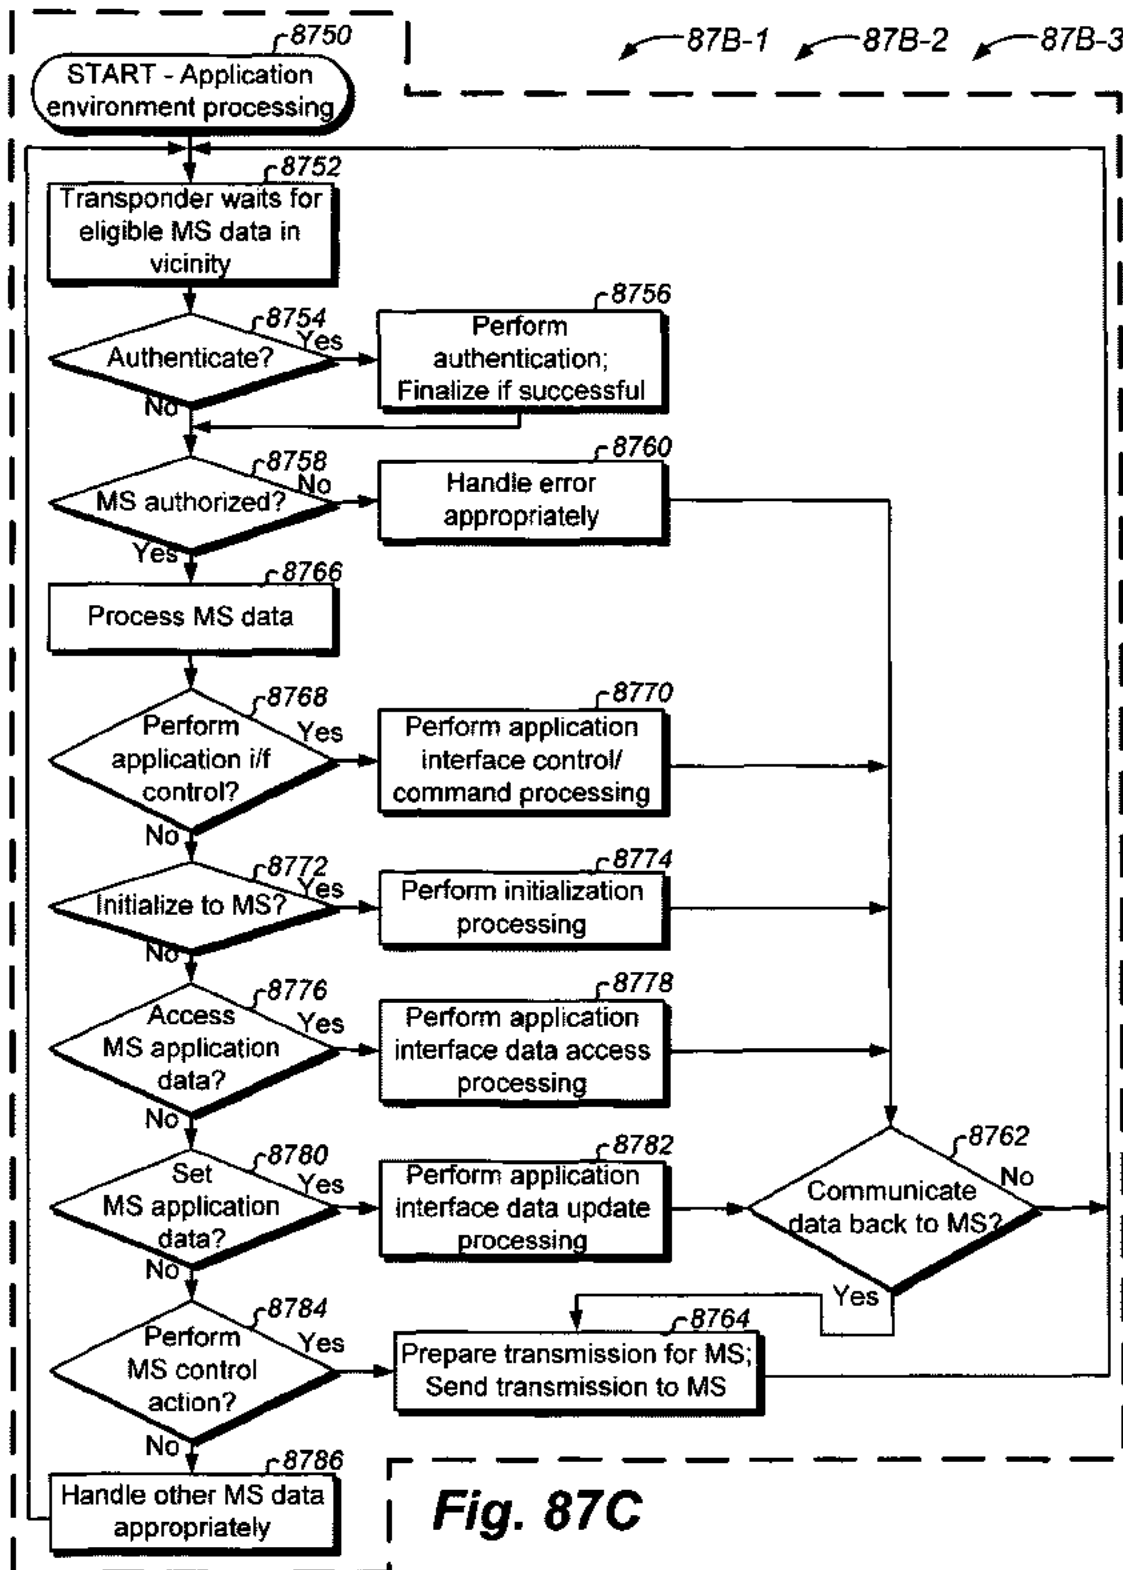 8750
87B-1 87B-2 87B-3
START - Application
environment processing
8752
Transponder waits for
eligible MS data in
vicinity
8754
Authenticate?
Yes
No
8756
Perform
authentication;
Finalize if successful
8758
MS authorized?
No
Yes
8760
Handle error
appropriately
8766
Process MS data
8768
Perform
application i/f
control?
Yes
No
8770
Perform application
interface control/
command processing
8772
Initialize to MS?
Yes
No
8774
Perform initialization
processing
8776
Access
MS application
data?
Yes
No
8778
Perform application
interface data access
processing
8780
Set
MS application
data?
Yes
No
8782
Perform application
interface data update
processing
8762
Communicate
data back to MS?
No
Yes
8784
Perform
MS control
action?
Yes
No
8764
Prepare transmission for MS;
Send transmission to MS
8786
Handle other MS data
appropriately
Fig. 87C